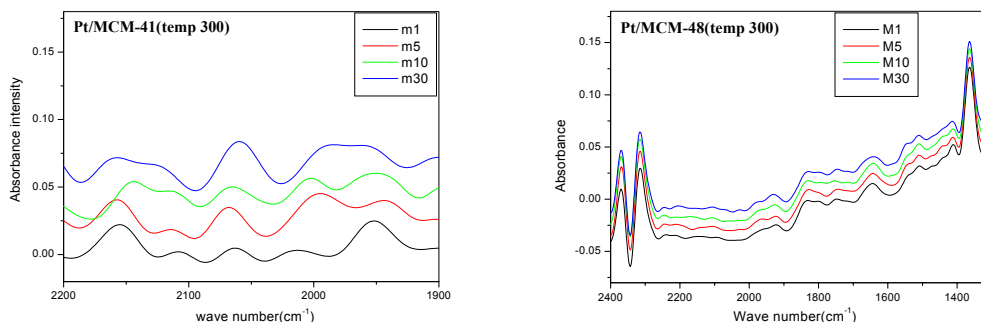 Pt/MCM-41(temp 300)
m1
m5
m10
m30
0.15
0.10
0.05
0.00
Absorbance intensity
2200
2100
2000
1900
wave number(cm⁻¹)
Pt/MCM-48(temp 300)
M1
M5
M10
M30
0.15
0.10
0.05
0.00
-0.05
Absorbance
2400
2200
2000
1800
1600
1400
Wave number(cm⁻¹)